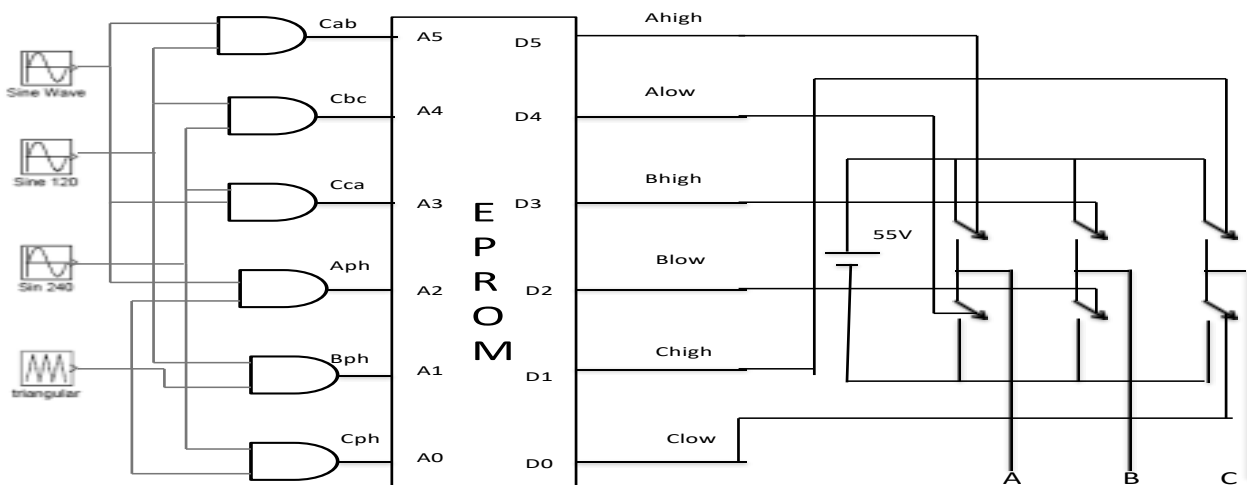 Sine Wave
Sine 120
Sin 240
triangular
Cab
Cbc
Cca
Aph
Bph
Cph
A5
A4
A3
A2
A1
A0
EPROM
D5
D4
D3
D2
D1
D0
Ahigh
Alow
Bhigh
Blow
Chigh
Clow
55V
A
B
C